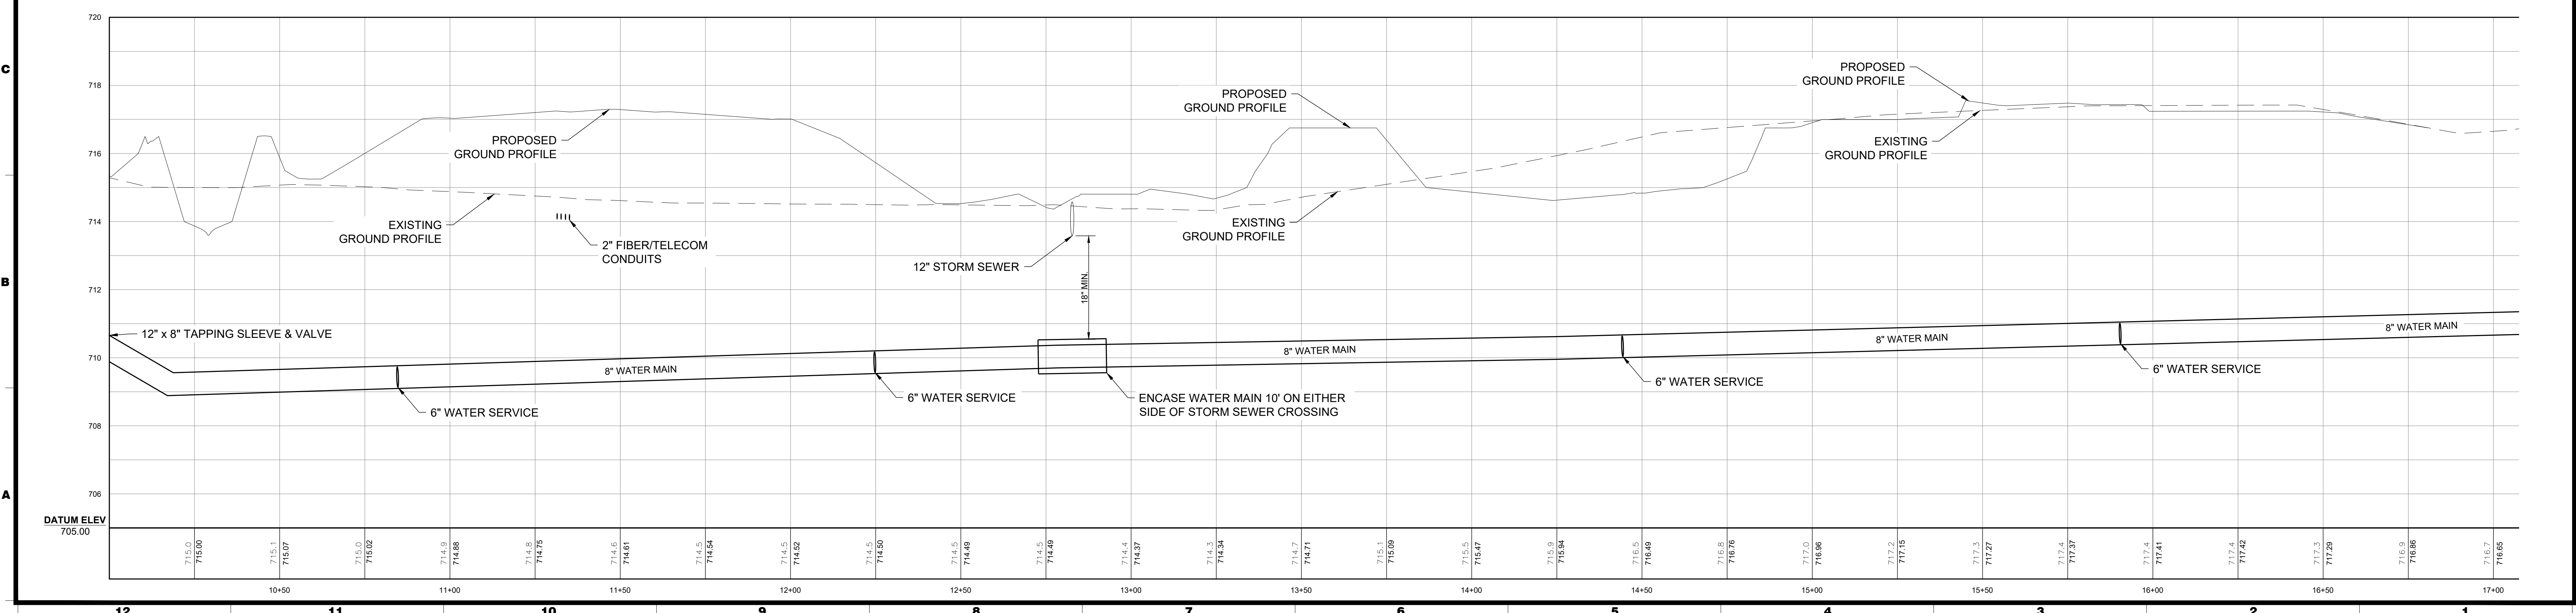 720
C
718
PROPOSED
GROUND PROFILE
PROPOSED
GROUND PROFILE
PROPOSED
GROUND PROFILE
716
EXISTING
GROUND PROFILE
714
EXISTING
GROUND PROFILE
2" FIBER/TELECOM
CONDUITS
EXISTING
GROUND PROFILE
12" STORM SEWER
18" MIN.
B
712
12" x 8" TAPPING SLEEVE & VALVE
710
8" WATER MAIN
8" WATER MAIN
8" WATER MAIN
8" WATER MAIN
6" WATER SERVICE
6" WATER SERVICE
ENCASE WATER MAIN 10' ON EITHER
SIDE OF STORM SEWER CROSSING
6" WATER SERVICE
6" WATER SERVICE
708
A
706
DATUM ELEV
705.00
715.0 715.00
715.1 715.07
715.0 715.02
714.9 714.88
714.8 714.75
714.6 714.61
714.5 714.54
714.5 714.52
714.5 714.50
714.5 714.49
714.5 714.49
714.4 714.37
714.3 714.34
714.7 714.71
715.1 715.09
715.5 715.47
715.9 715.94
716.5 716.49
716.8 716.76
717.0 716.96
717.2 717.15
717.3 717.27
717.4 717.37
717.4 717.41
717.4 717.42
717.3 717.29
716.9 716.86
716.7 716.65
10+50 11+00 11+50 12+00 12+50 13+00 13+50 14+00 14+50 15+00 15+50 16+00 16+50 17+00
12 11 10 9 8 7 6 5 4 3 2 1